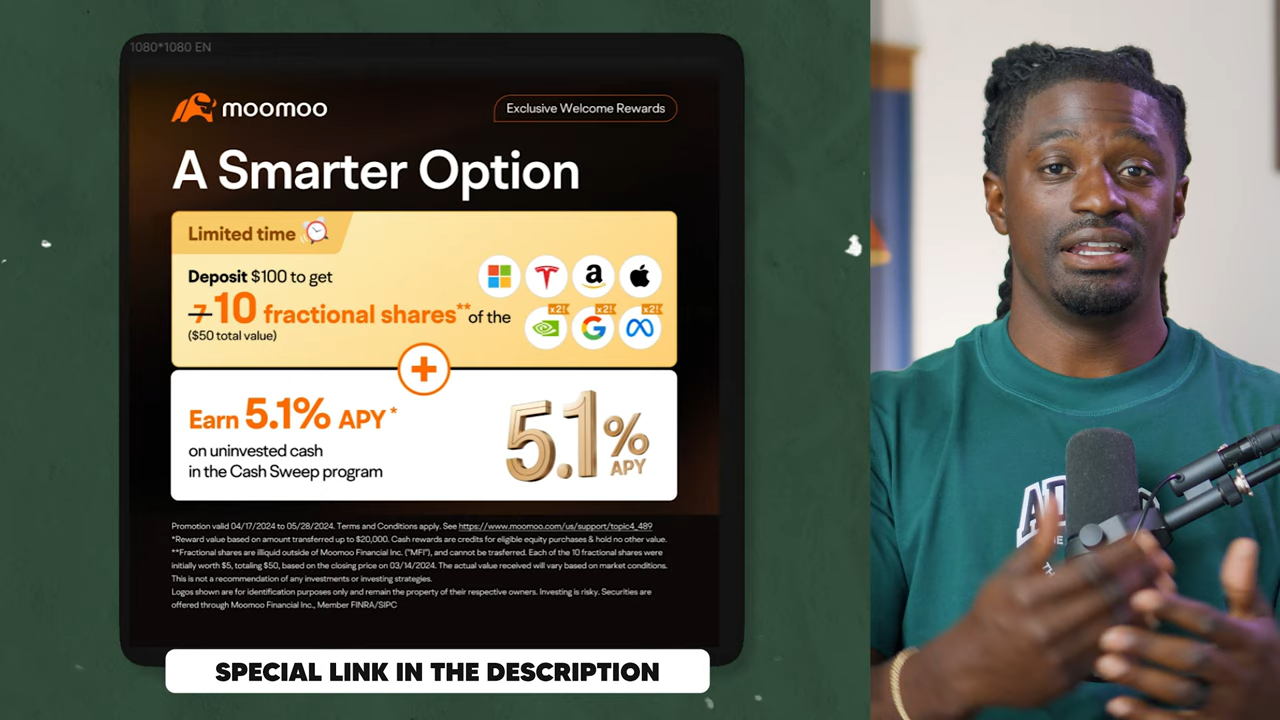 1080*1080 EN
moomoo
Exclusive Welcome Rewards
A Smarter Option
Limited time
Deposit $100 to get
7 10 fractional shares** of the
x2! x2! x2!
($50 total value)
+
Earn 5.1% APY*
on uninvested cash
in the Cash Sweep program
5.1% APY
Promotion valid 04/17/2024 to 05/28/2024. Terms and Conditions apply. See https://www.moomoo.com/us/support/topic4_489
*Reward value based on amount transferred up to $20,000. Cash rewards are credits for eligible equity purchases & hold no other value.
**Fractional shares are illiquid outside of Moomoo Financial Inc. ("MFI"), and cannot be trasferred. Each of the 10 fractional shares were
initially worth $5, totaling $50, based on the closing price on 03/14/2024. The actual value received will vary based on market conditions.
This is not a recommendation of any investments or investing strategies.
Logos shown are for identification purposes only and remain the property of their respective owners. Investing is risky. Securities are
offered through Moomoo Financial Inc., Member FINRA/SIPC
SPECIAL LINK IN THE DESCRIPTION